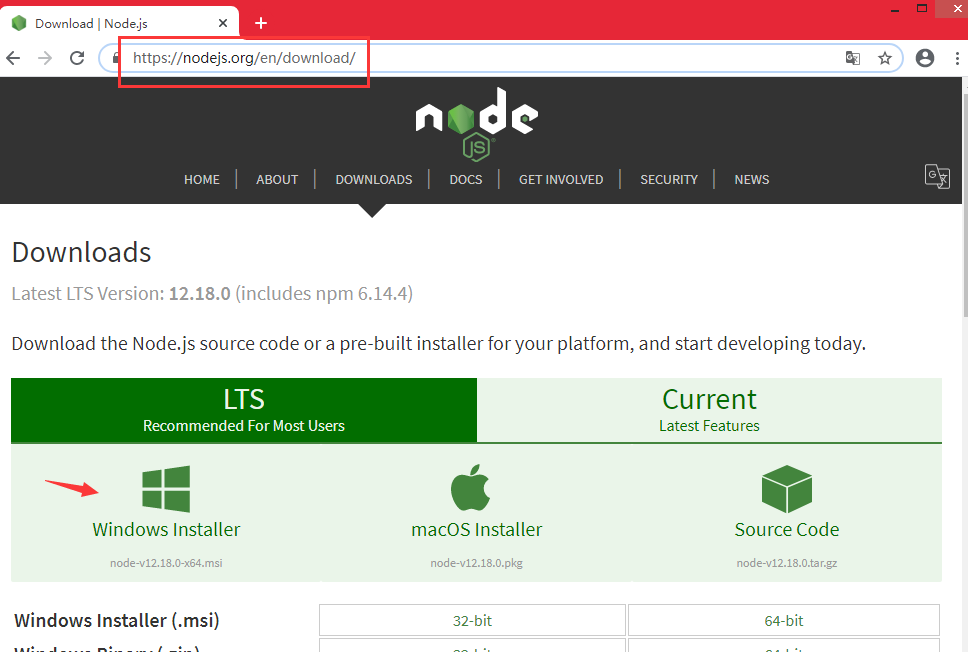 Download | Node.js
https://nodejs.org/en/download/
node
JS
HOME | ABOUT | DOWNLOADS | DOCS | GET INVOLVED | SECURITY | NEWS
Downloads
Latest LTS Version: 12.18.0 (includes npm 6.14.4)
Download the Node.js source code or a pre-built installer for your platform, and start developing today.
LTS
Recommended For Most Users
Current
Latest Features
Windows Installer
node-v12.18.0-x64.msi
macOS Installer
node-v12.18.0.pkg
Source Code
node-v12.18.0.tar.gz
Windows Installer (.msi) 32-bit 64-bit